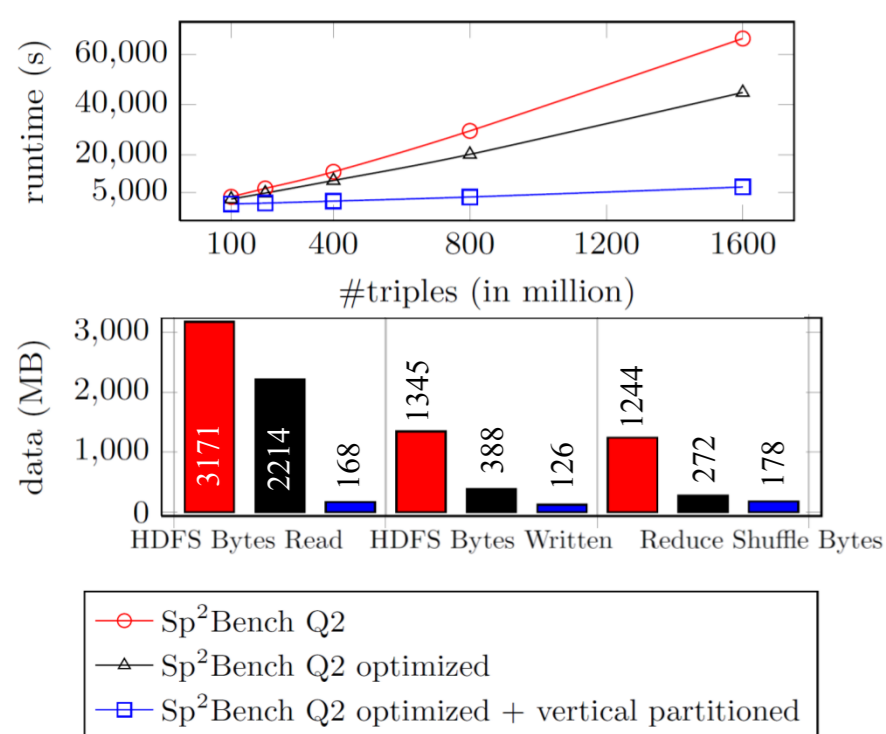 runtime (s)
60,000
40,000
20,000
5,000
100 400 800 1200 1600
#triples (in million)
data (MB)
3,000
2,000
1,000
0
3171 2214 168 1345 388 126 1244 272 178
HDFS Bytes Read HDFS Bytes Written Reduce Shuffle Bytes
Sp²Bench Q2
Sp²Bench Q2 optimized
Sp²Bench Q2 optimized + vertical partitioned